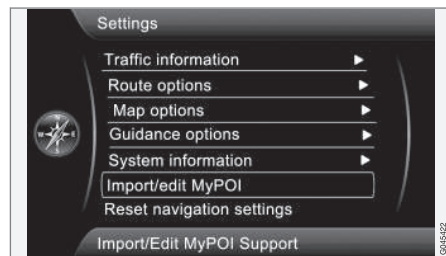 Settings
Traffic information
Route options
Map options
Guidance options
System information
Import/edit MyPOI
Reset navigation settings
Import/Edit MyPOI Support
G045422